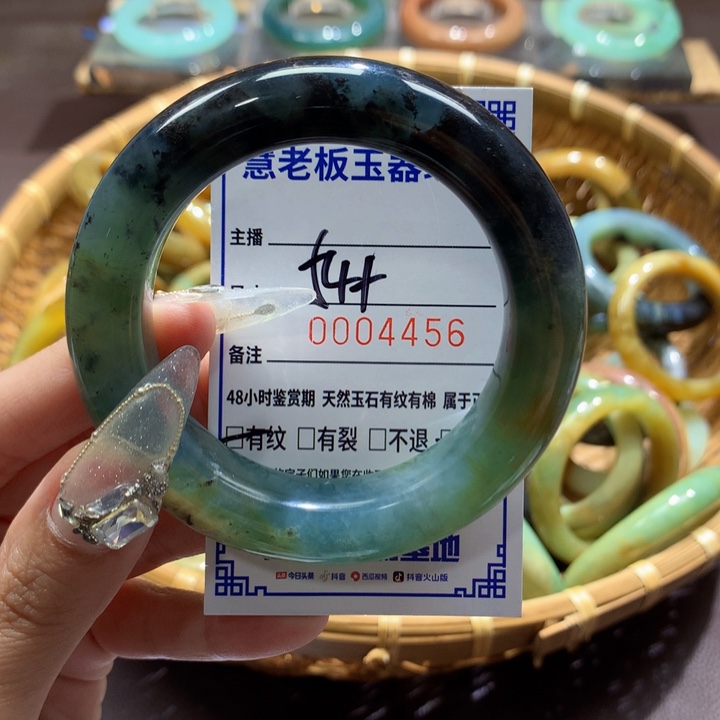 慧老板玉器
主播
0004456
备注
48小时鉴赏期 天然玉石有纹有棉 属于
□有纹 □有裂 □不退
今日头条 抖音 西瓜视频 抖音火山版